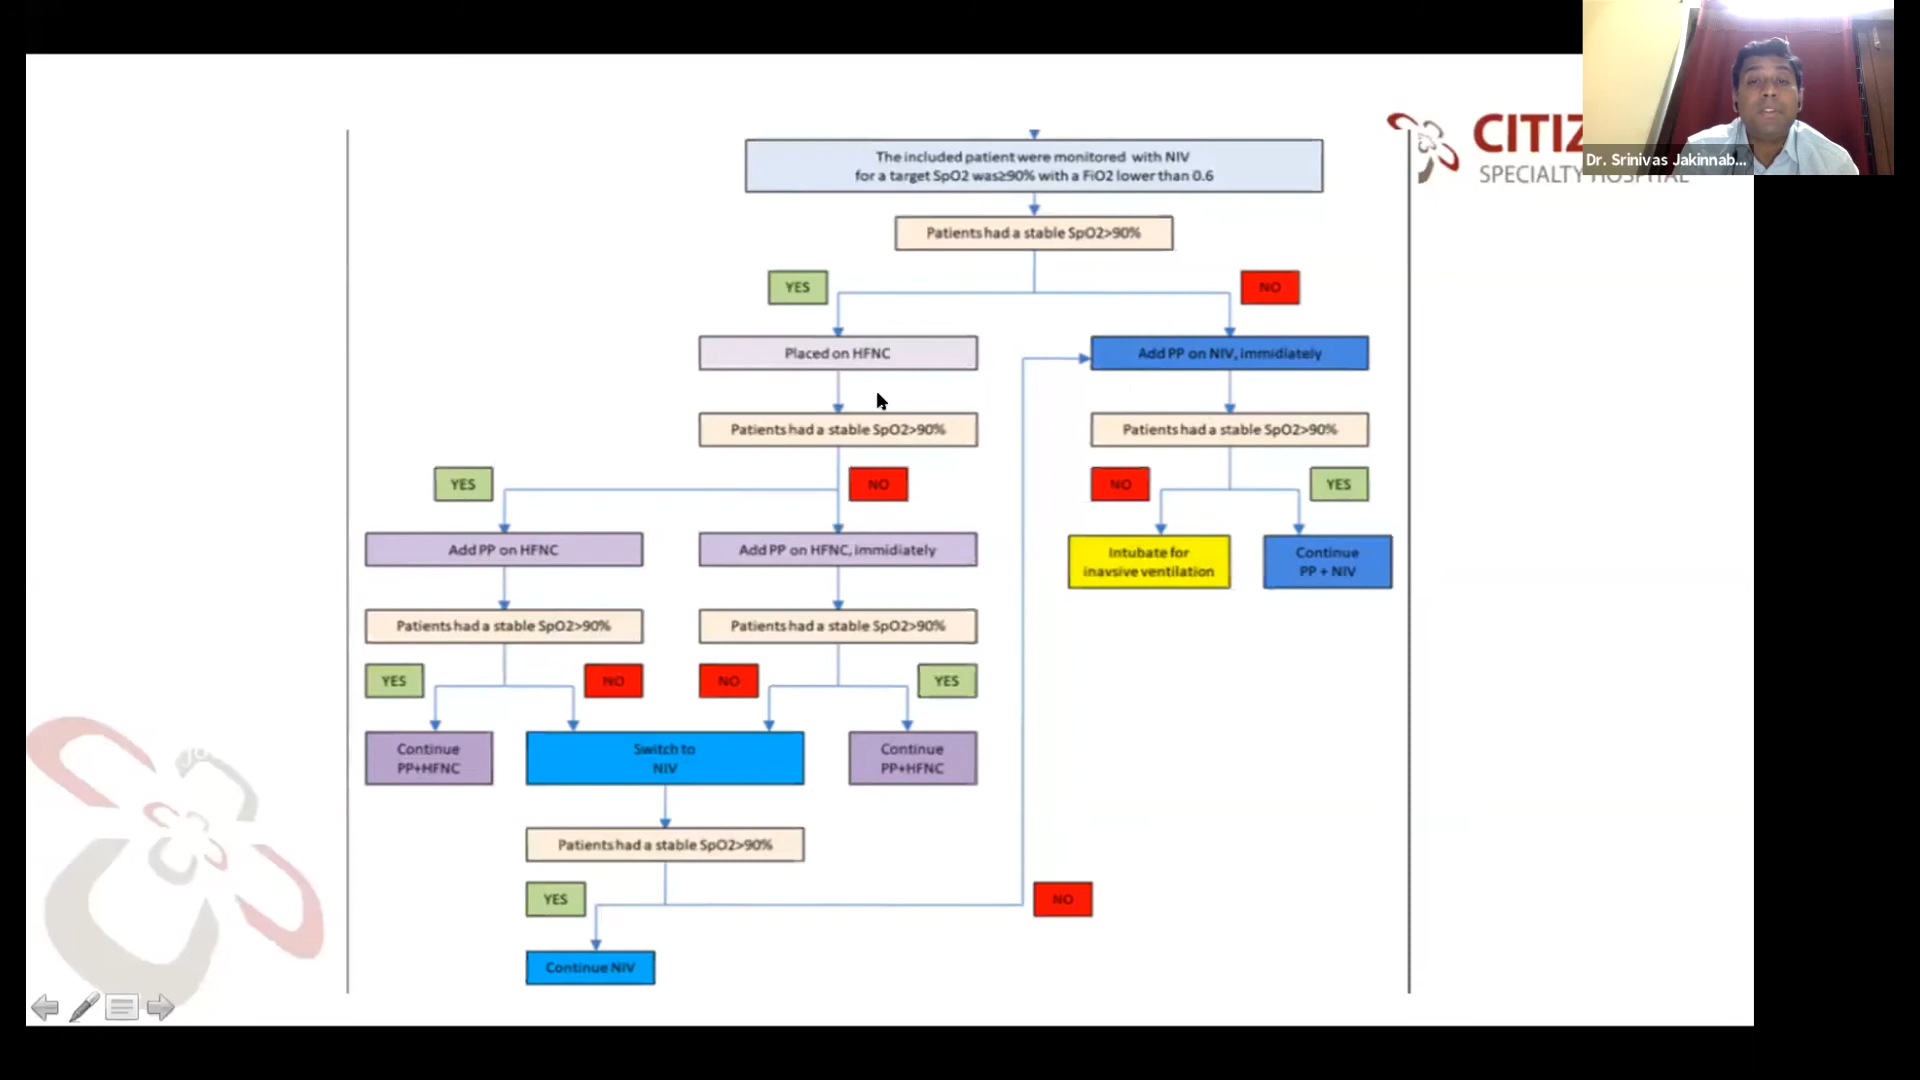 Dr. Srinivas Jakinnab...
CITIZ
SPECIALTY HOSPITAL
The included patient were monitored with NIV
for a target SpO2 was≥90% with a FiO2 lower than 0.6
Patients had a stable SpO2>90%
YES
NO
Placed on HFNC
Add PP on NIV, immidiately
Patients had a stable SpO2>90%
Patients had a stable SpO2>90%
YES
NO
NO
YES
Add PP on HFNC
Add PP on HFNC, immidiately
Intubate for
inavsive ventilation
Continue
PP + NIV
Patients had a stable SpO2>90%
Patients had a stable SpO2>90%
YES
NO
NO
YES
Continue
PP+HFNC
Switch to
NIV
Continue
PP+HFNC
Patients had a stable SpO2>90%
YES
NO
Continue NIV